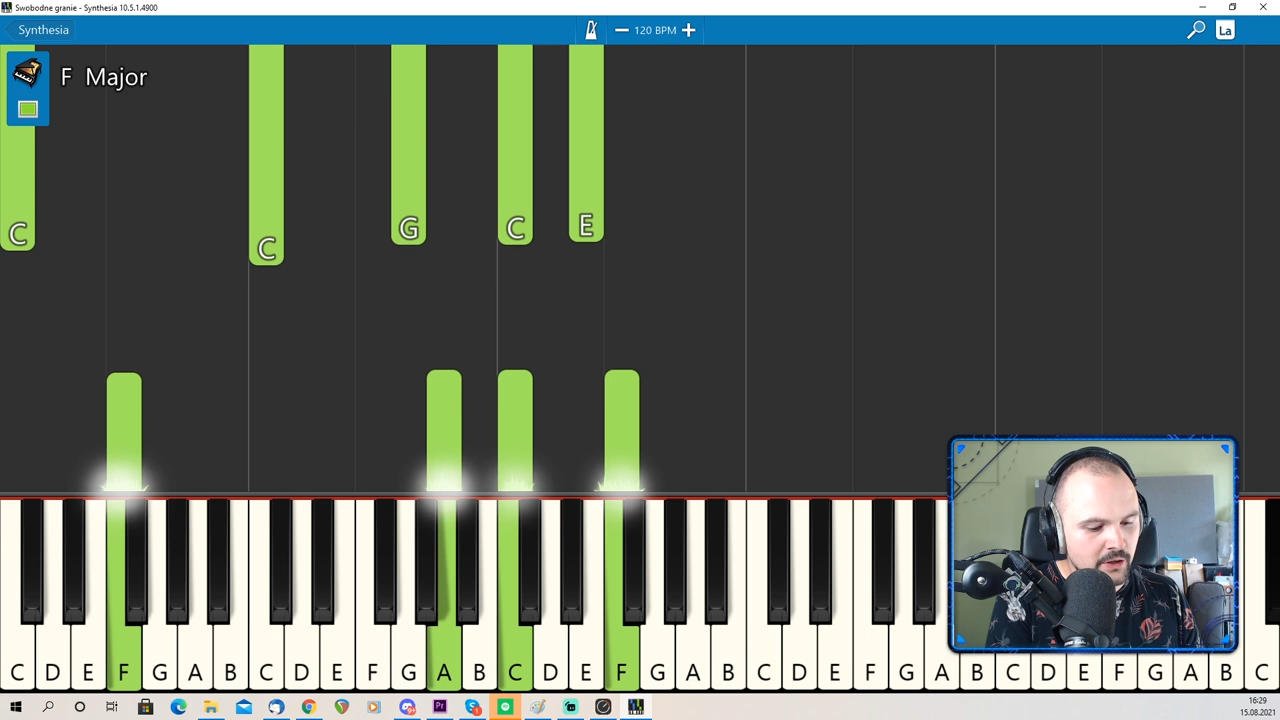 Swobodne granie - Synthesia 10.5.1.4900
Synthesia
120 BPM
La
F Major
C C G C E
C D E F G A B C D E F G A B C D E F G A B C D E F G A B C D E F G A B C
16:29
15.08.2021